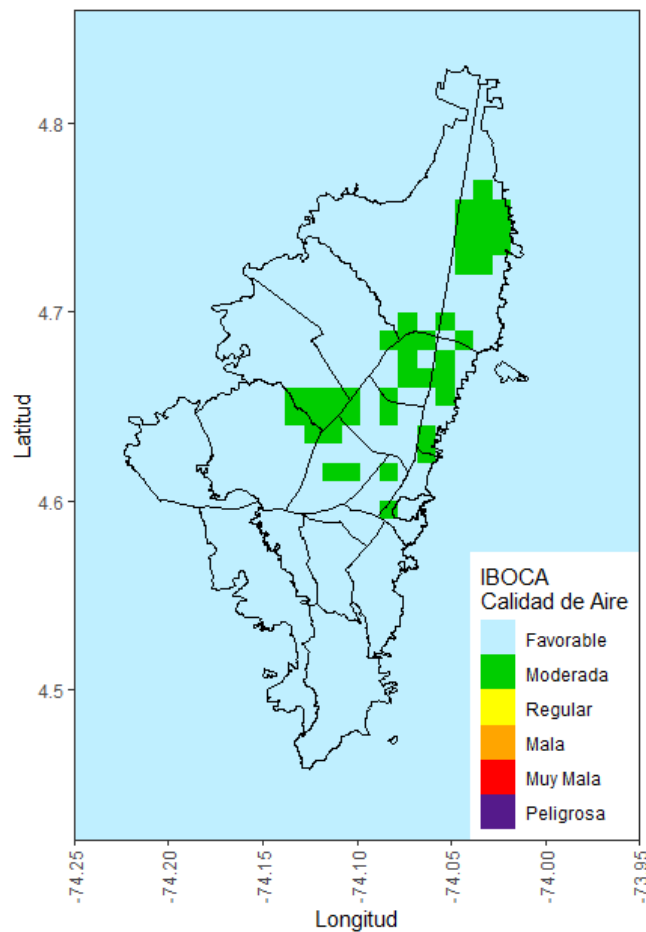 4.8
4.7
4.6
4.5
Latitud
IBOCA
Calidad de Aire
Favorable
Moderada
Regular
Mala
Muy Mala
Peligrosa
-74.25
-74.20
-74.15
-74.10
-74.05
-74.00
-73.95
Longitud